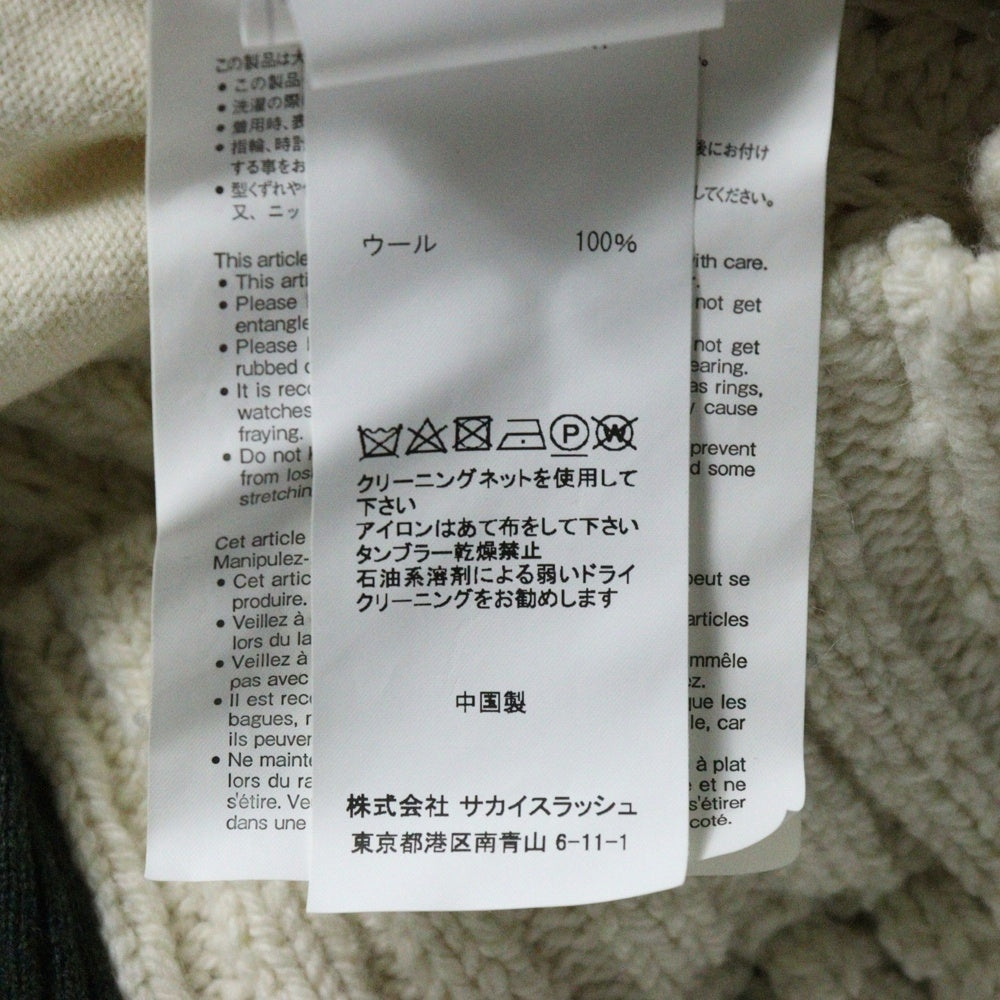 この製品は大
• この製品
• 洗濯の際
• 着用時、
• 指輪、時計
後にお付け
する事をお
• 型くずれや
してください。
又、ニッ
This article
ith care.
• This arti
• Please
not get
entangle
• Please
not get
rubbed
earing.
• It is reco
as rings,
watches
cause
fraying.
• Do not
prevent
from los
d some
stretchin
Cet article
Manipulez-
• Cet artic
peut se
produire.
• Veillez à
articles
lors du la
• Veillez à
mmêle
pas avec
ez.
• Il est rec
que les
bagues,
le, car
ils peuven
• Ne mainte
à plat
lors du ra
et ne
s'étire. Ve
s'étirer
dans une
coté.
ウール 100%
P W
クリーニングネットを使用して
下さい
アイロンはあて布をして下さい
タンブラー乾燥禁止
石油系溶剤による弱いドライ
クリーニングをお勧めします
中国製
株式会社 サカイスラッシュ
東京都港区南青山 6-11-1